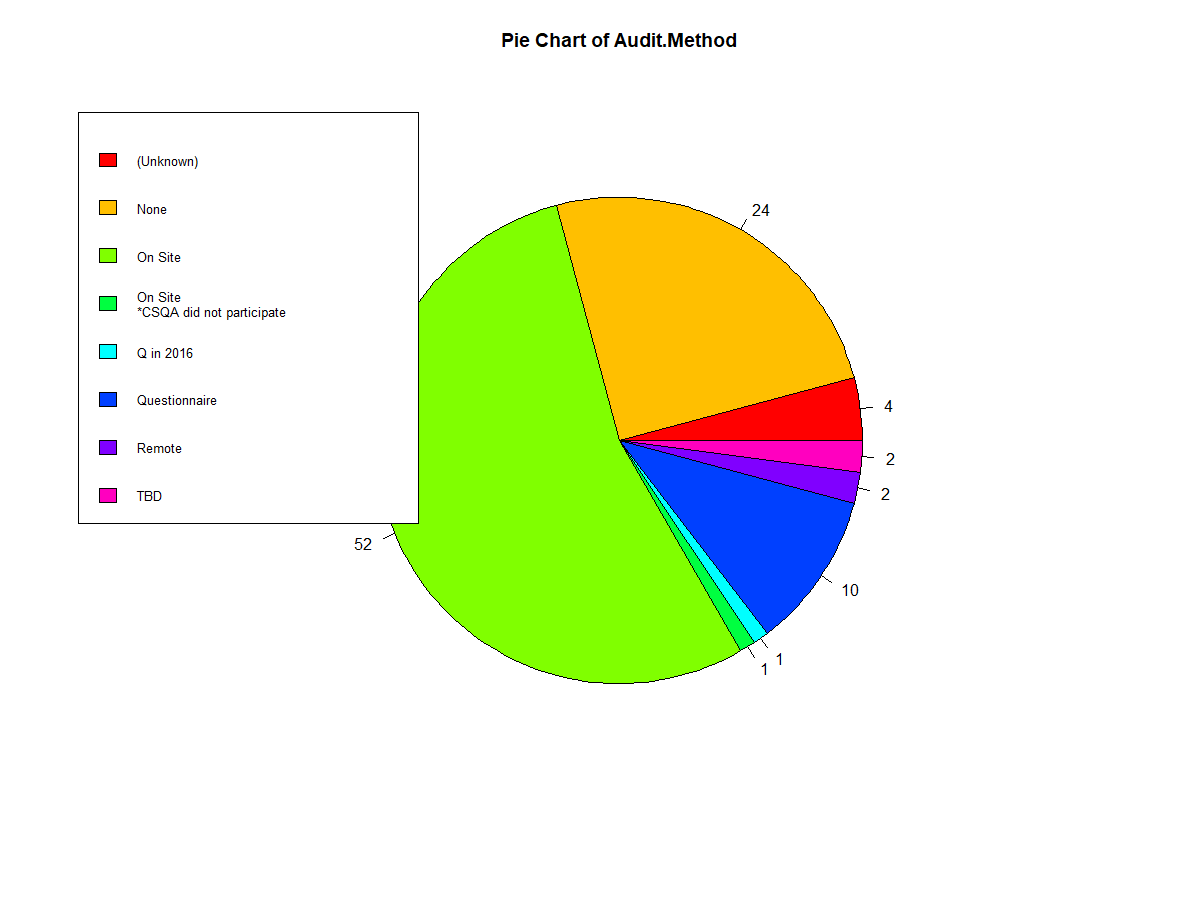 Pie Chart of Audit.Method
(Unknown)
None
On Site
On Site
*CSQA did not participate
Q in 2016
Questionnaire
Remote
TBD
24
4
2
2
10
1
1
52